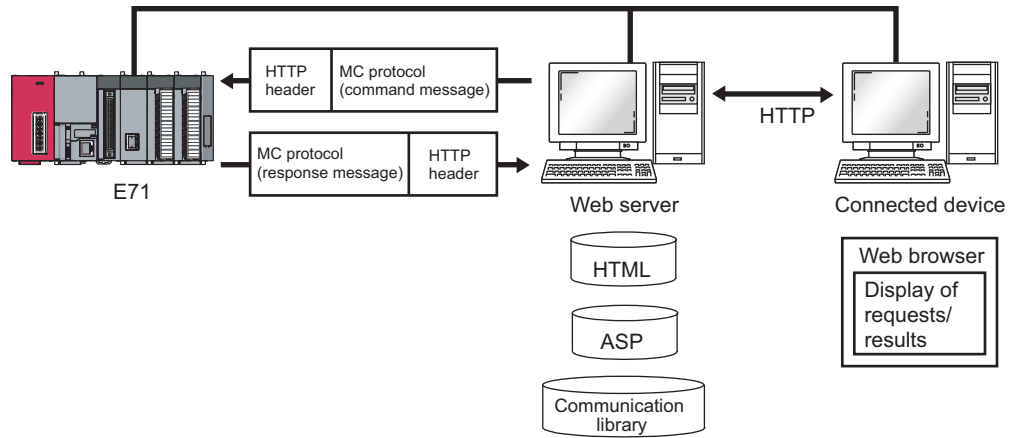 HTTP
header
MC protocol
(command message)
MC protocol
(response message)
HTTP
header
HTTP
E71
Web server
Connected device
HTML
ASP
Communication
library
Web browser
Display of
requests/
results